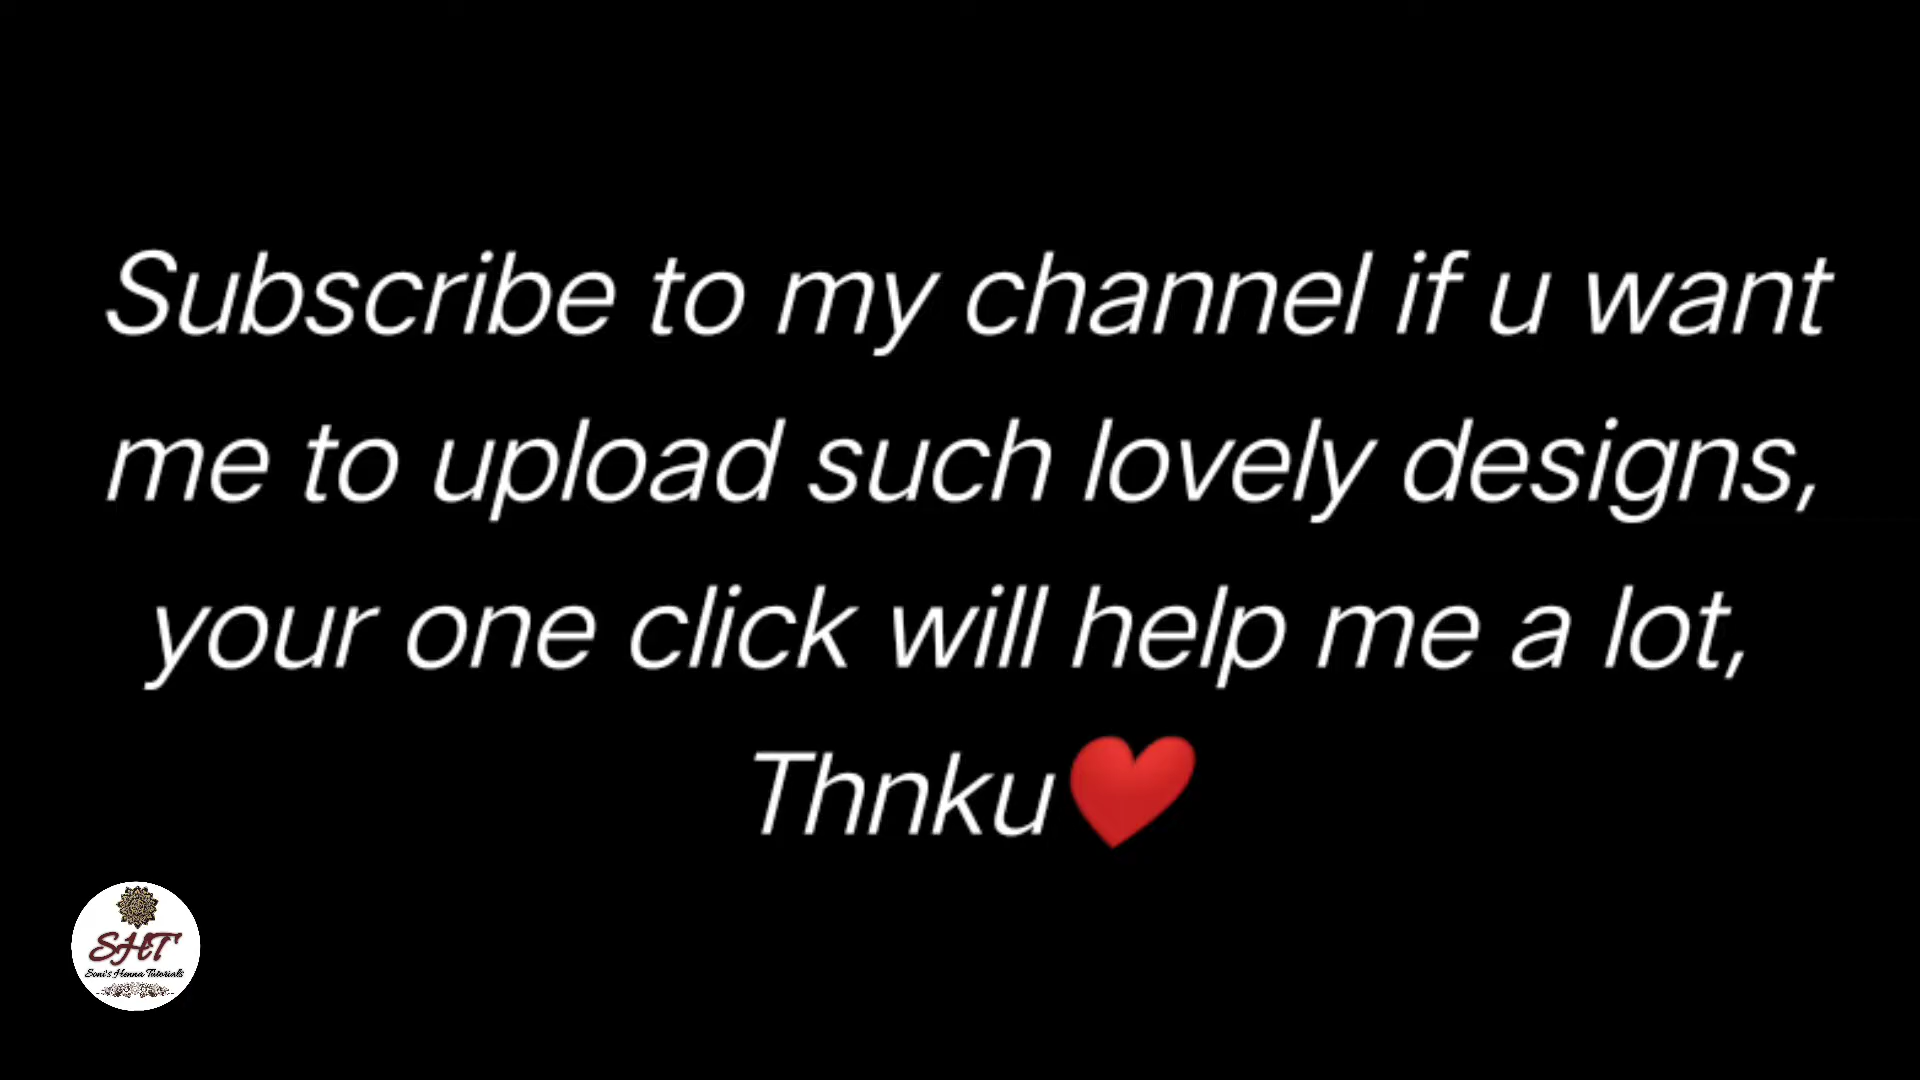 Subscribe to my channel if u want
me to upload such lovely designs,
your one click will help me a lot,
Thnku❤️
SHT
Soni's Henna Tutorials